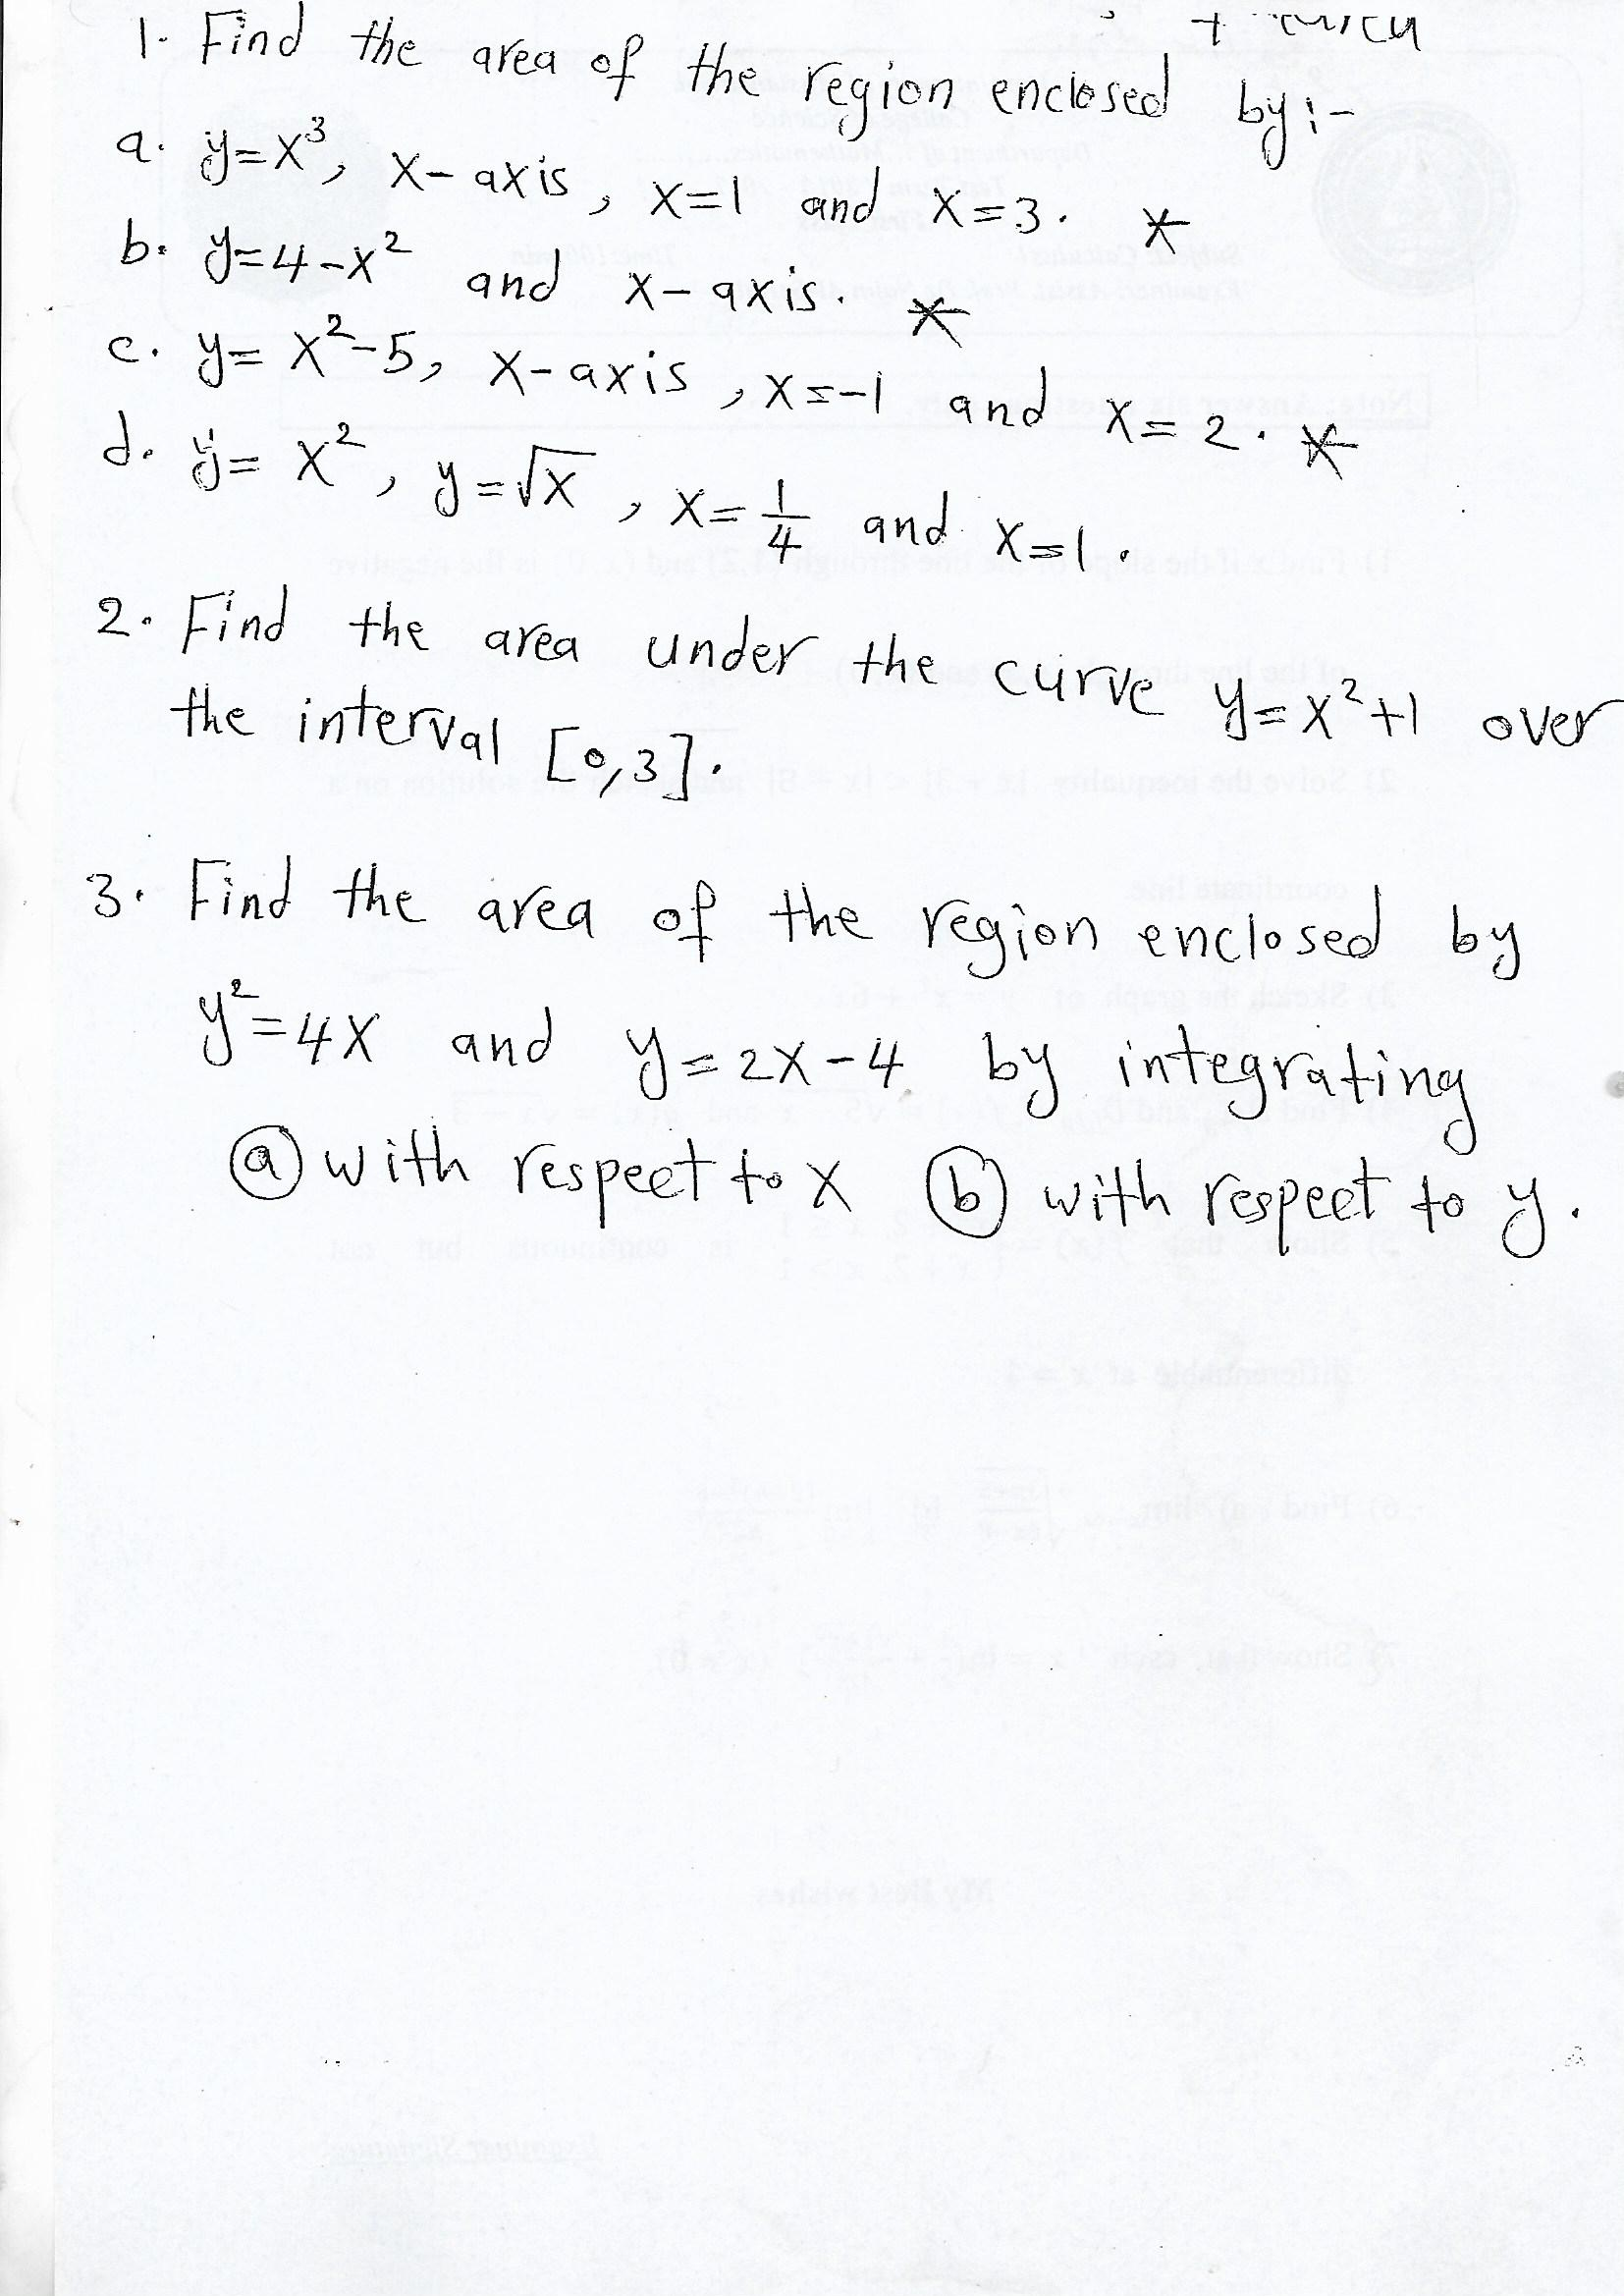 1. Find the area of the region enclosed by:-
a. y=x³, x-axis, x=1 and x=3. *
b. y=4-x² and x-axis. *
c. y= x²-5, x-axis, x=-1 and x=2. *
d. y= x², y=√x, x=1/4 and x=1.
2. Find the area under the curve y=x²+1 over
the interval [0,3].
3. Find the area of the region enclosed by
y²=4x and y=2x-4 by integrating
ⓐ with respect to x ⓑ with respect to y.